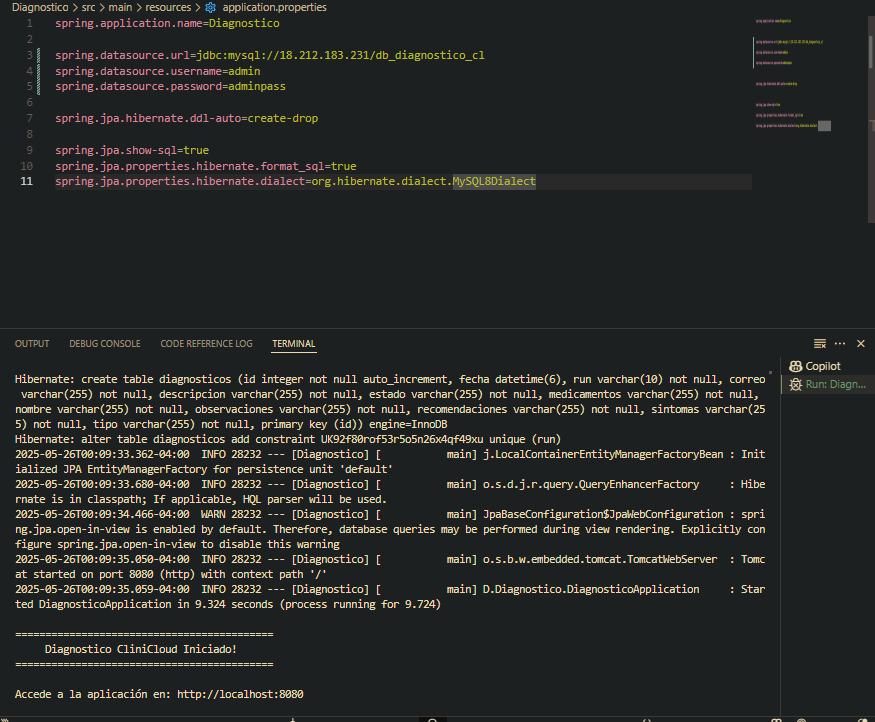 Diagnostico > src > main > resources > application.properties
1 spring.application.name=Diagnostico
2
3 spring.datasource.url=jdbc:mysql://18.212.183.231/db_diagnostico_cl
4 spring.datasource.username=admin
5 spring.datasource.password=adminpass
6
7 spring.jpa.hibernate.ddl-auto=create-drop
8
9 spring.jpa.show-sql=true
10 spring.jpa.properties.hibernate.format_sql=true
11 spring.jpa.properties.hibernate.dialect=org.hibernate.dialect.MySQL8Dialect
OUTPUT DEBUG CONSOLE CODE REFERENCE LOG TERMINAL
Copilot
Run: Diagn...
Hibernate: create table diagnosticos (id integer not null auto_increment, fecha datetime(6), run varchar(10) not null, correo
varchar(255) not null, descripcion varchar(255) not null, estado varchar(255) not null, medicamentos varchar(255) not null,
nombre varchar(255) not null, observaciones varchar(255) not null, recomendaciones varchar(255) not null, sintomas varchar(25
5) not null, tipo varchar(255) not null, primary key (id)) engine=InnoDB
Hibernate: alter table diagnosticos add constraint UK92f80rof53r5o5n26x4qf49xu unique (run)
2025-05-26T00:09:33.362-04:00  INFO 28232 --- [Diagnostico] [           main] j.LocalContainerEntityManagerFactoryBean : Init
ialized JPA EntityManagerFactory for persistence unit 'default'
2025-05-26T00:09:33.680-04:00  INFO 28232 --- [Diagnostico] [           main] o.s.d.j.r.query.QueryEnhancerFactory     : Hibe
rnate is in classpath; If applicable, HQL parser will be used.
2025-05-26T00:09:34.466-04:00  WARN 28232 --- [Diagnostico] [           main] JpaBaseConfiguration$JpaWebConfiguration : spri
ng.jpa.open-in-view is enabled by default. Therefore, database queries may be performed during view rendering. Explicitly con
figure spring.jpa.open-in-view to disable this warning
2025-05-26T00:09:35.050-04:00  INFO 28232 --- [Diagnostico] [           main] o.s.b.w.embedded.tomcat.TomcatWebServer  : Tomc
at started on port 8080 (http) with context path '/'
2025-05-26T00:09:35.059-04:00  INFO 28232 --- [Diagnostico] [           main] D.Diagnostico.DiagnosticoApplication     : Star
ted DiagnosticoApplication in 9.324 seconds (process running for 9.724)
===========================================
Diagnostico CliniCloud Iniciado!
===========================================
Accede a la aplicación en: http://localhost:8080